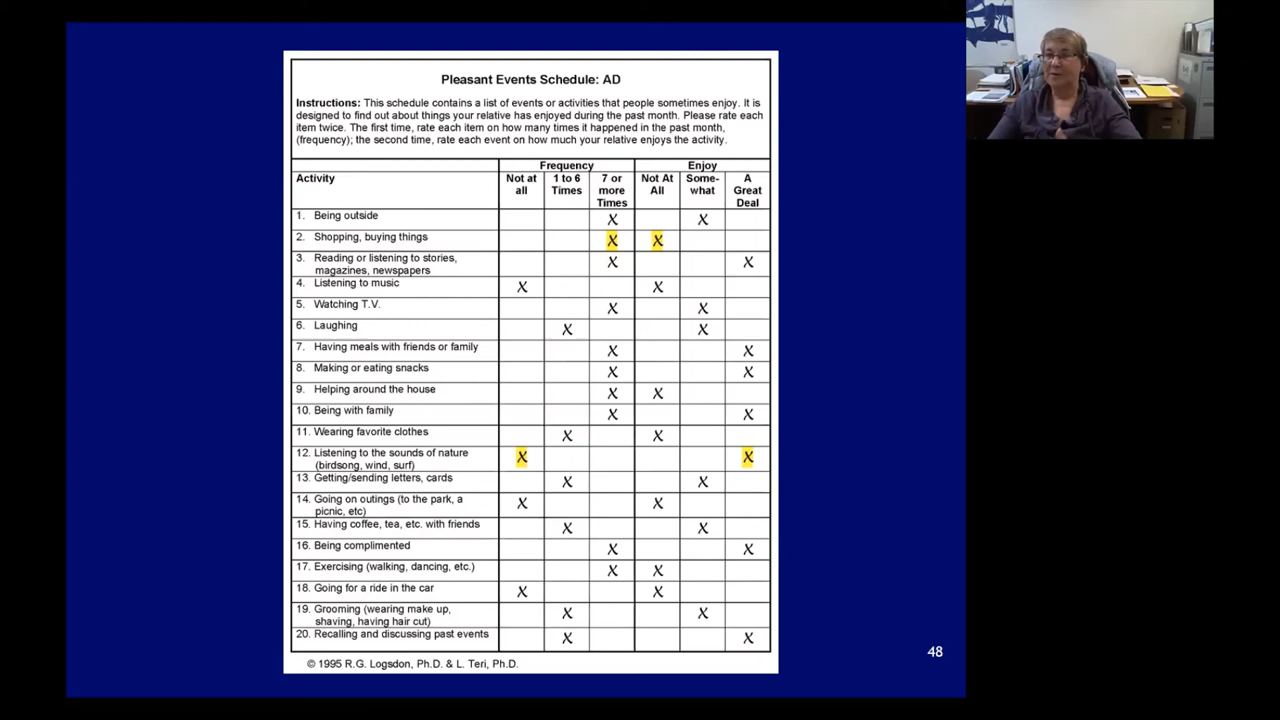 Pleasant Events Schedule: AD
Instructions: This schedule contains a list of events or activities that people sometimes enjoy. It is
designed to find out about things your relative has enjoyed during the past month. Please rate each
item twice. The first time, rate each item on how many times it happened in the past month,
(frequency); the second time, rate each event on how much your relative enjoys the activity.
Frequency Enjoy
Activity Not at all 1 to 6 Times 7 or more Times Not At All Some-what A Great Deal
1. Being outside X X
2. Shopping, buying things X X
3. Reading or listening to stories,
magazines, newspapers X X
4. Listening to music X X
5. Watching T.V. X X
6. Laughing X X
7. Having meals with friends or family X X
8. Making or eating snacks X X
9. Helping around the house X X
10. Being with family X X
11. Wearing favorite clothes X X
12. Listening to the sounds of nature
(birdsong, wind, surf) X X
13. Getting/sending letters, cards X X
14. Going on outings (to the park, a
picnic, etc) X X
15. Having coffee, tea, etc. with friends X X
16. Being complimented X X
17. Exercising (walking, dancing, etc.) X X
18. Going for a ride in the car X X
19. Grooming (wearing make up,
shaving, having hair cut) X X
20. Recalling and discussing past events X X
© 1995 R.G. Logsdon, Ph.D. & L. Teri, Ph.D.
48